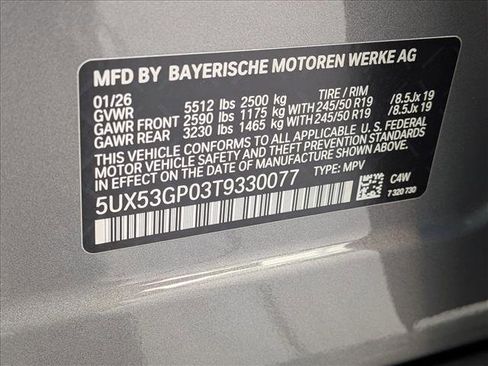 MFD BY BAYERISCHE MOTOREN WERKE AG
01/26
GVWR 5512 lbs 2500 kg TIRE / RIM
GAWR FRONT 2590 lbs 1175 kg WITH 245/50 R19 / 8.5Jx 19
GAWR REAR 3230 lbs 1465 kg WITH 245/50 R19 / 8.5Jx 19
THIS VEHICLE CONFORMS TO ALL APPLICABLE FEDERAL
MOTOR VEHICLE SAFETY, BUMPER AND THEFT PREVENTION STANDARDS
IN EFFECT ON THE DATE OF MANUFACTURE SHOWN ABOVE.
5UX53GP03T9330077 TYPE: MPV
C4W
7 320 730